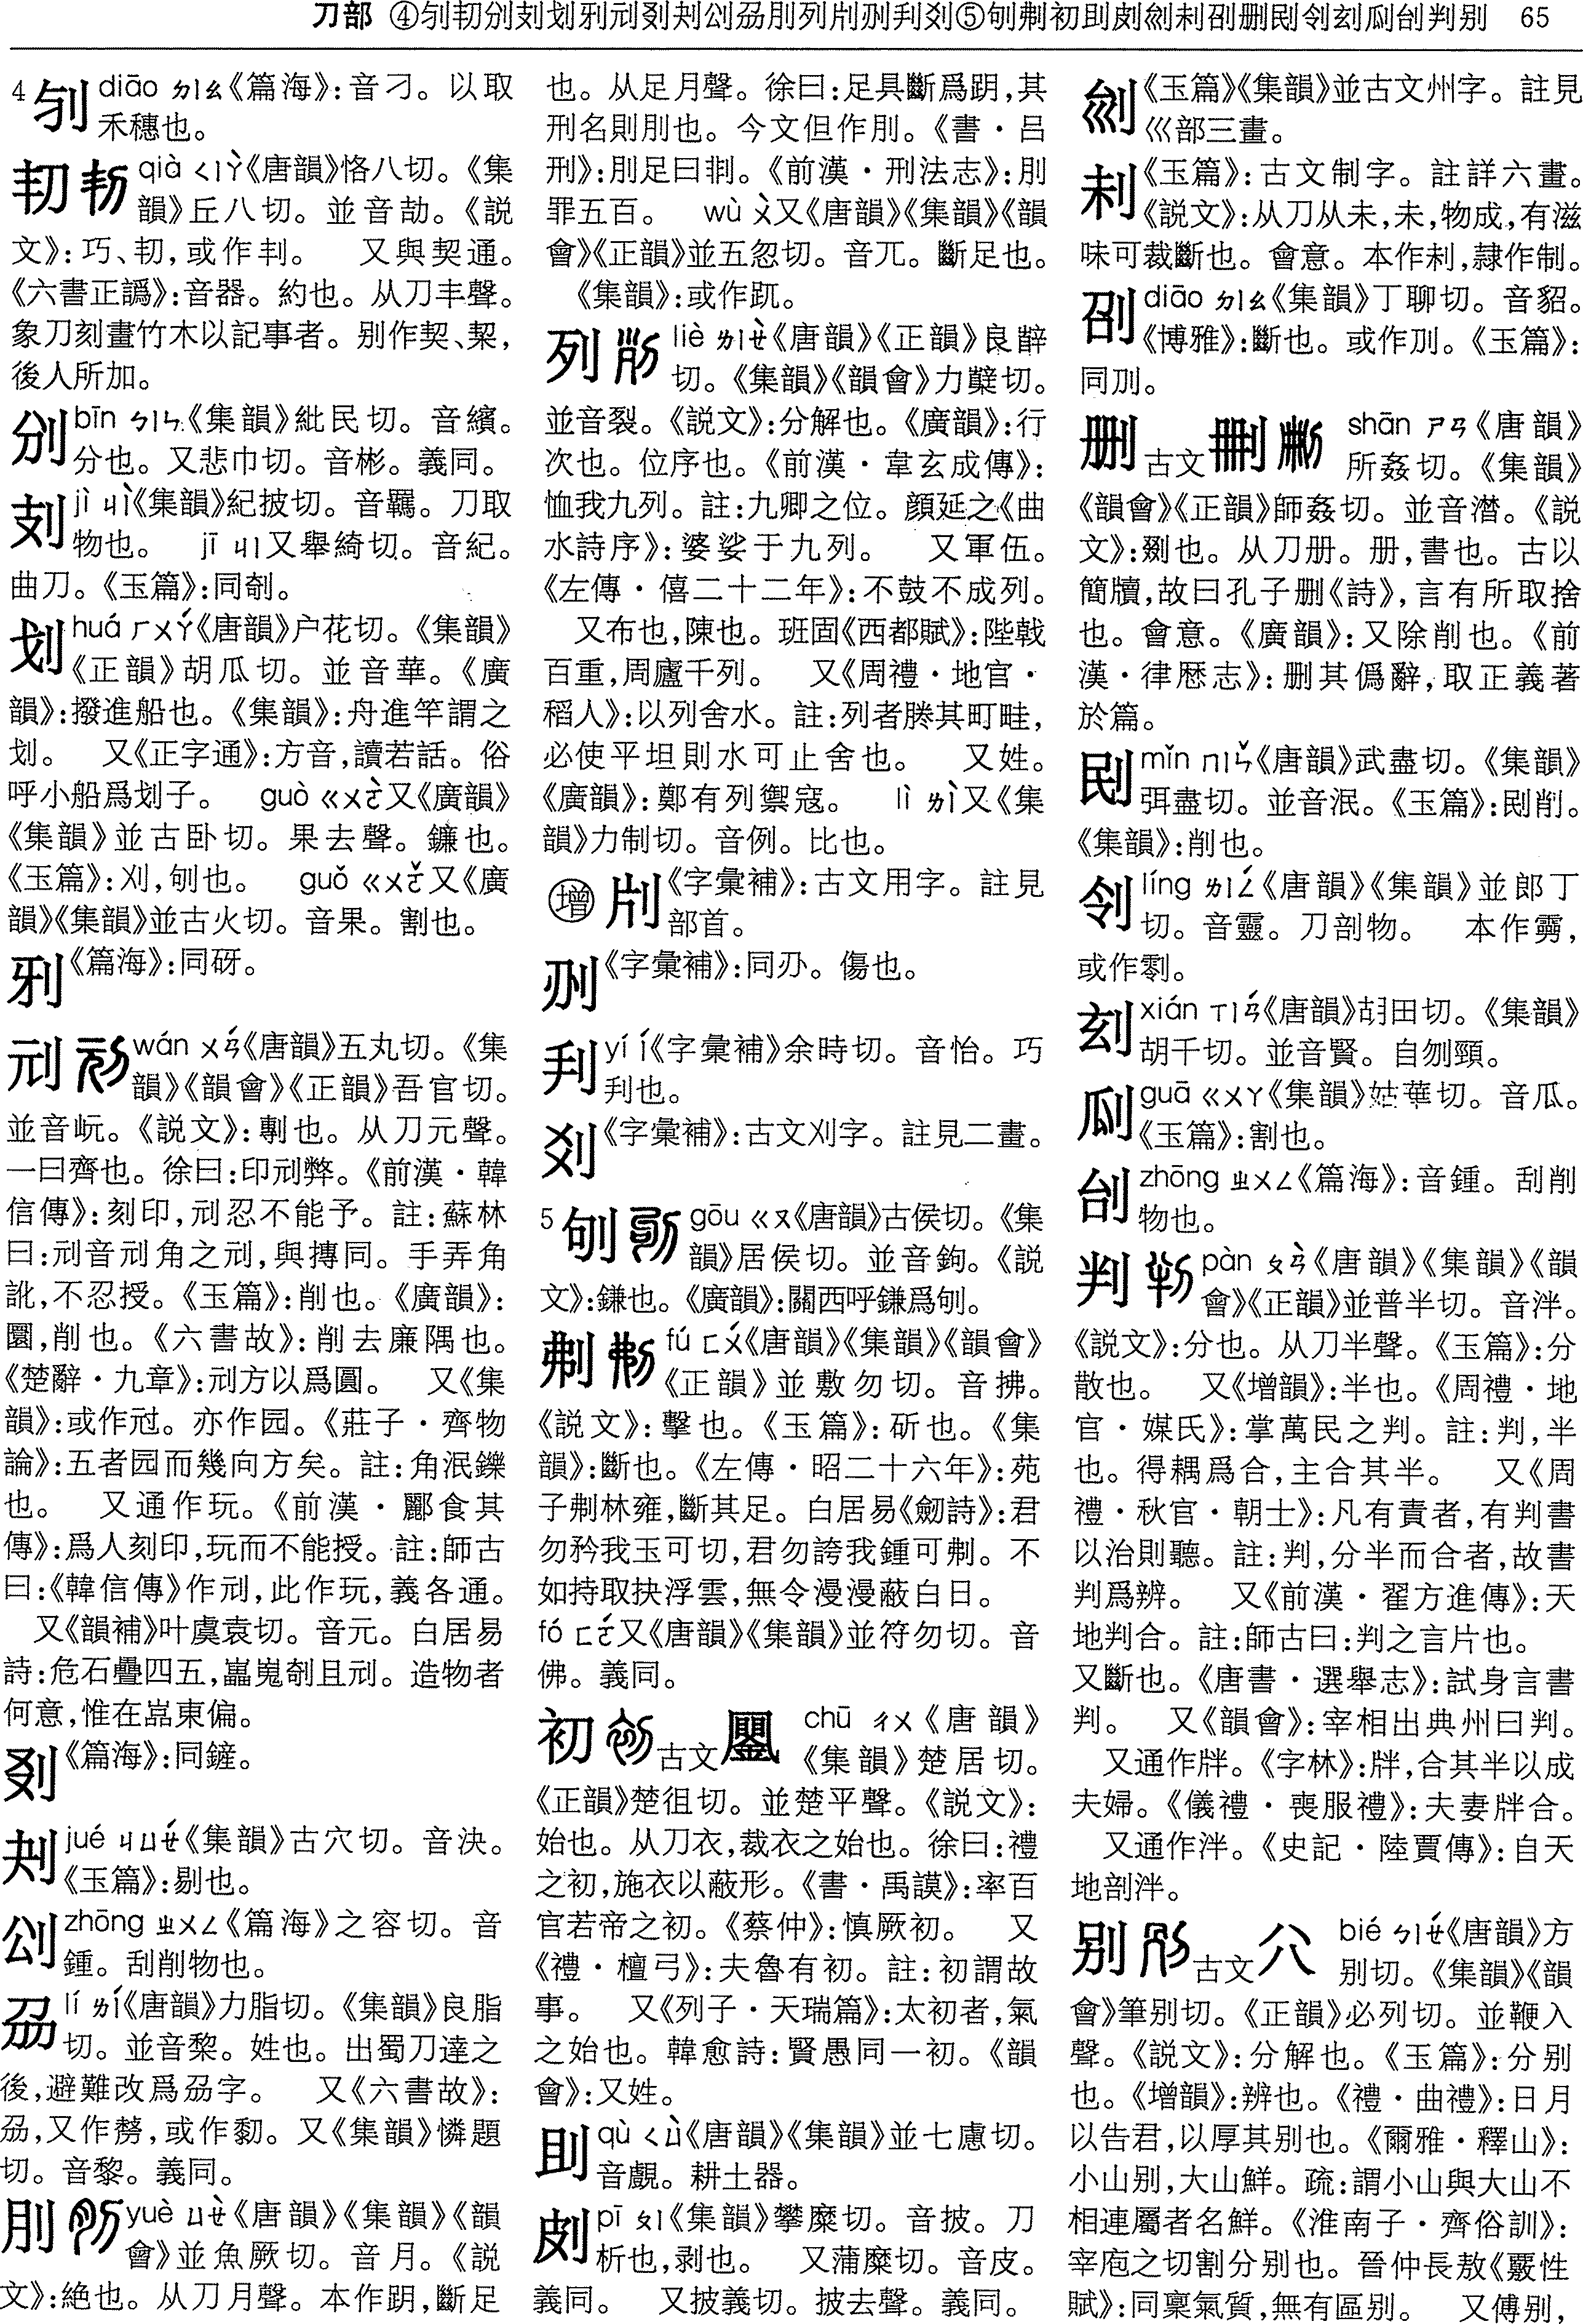 刀部 ④刉㓞分刌划刐刓刕刔刉刕刖列刖刅刵刈⑤刨刜初刞㓟㓝利刟删刡刢刻㓜㓣判别 65
4 diāo ㄉㄧㄠ《篇海》:音刁。以取
禾穗也。
㓞 qià ㄑㄧㄚˋ《唐韻》恪八切。《集
韻》丘八切。並音劼。《説
文》:巧、㓞,或作㓞。 又與契通。
《六書正譌》:音器。約也。从刀丯聲。
象刀刻畫竹木以記事者。别作契、栔,
後人所加。
bīn ㄅㄧㄣ《集韻》紕民切。音繽。
分也。又悲巾切。音彬。義同。
jì ㄐㄧˋ《集韻》紀披切。音羈。刀取
物也。 jī ㄐㄧ又舉綺切。音紀。
曲刀。《玉篇》:同剞。
划 huá ㄏㄨㄚˊ《唐韻》户花切。《集韻》
《正韻》胡瓜切。並音華。《廣
韻》:撥進船也。《集韻》:舟進竿謂之
划。 又《正字通》:方音,讀若話。俗
呼小船爲划子。 guò ㄍㄨㄛˋ又《廣韻》
《集韻》並古卧切。果去聲。鐮也。
《玉篇》:刈,刨也。 guǒ ㄍㄨㄛˇ又《廣
韻》《集韻》並古火切。音果。割也。
《篇海》:同砑。
刓 wán ㄨㄢˊ《唐韻》五丸切。《集
韻》《韻會》《正韻》吾官切。
並音岏。《説文》:剸也。从刀元聲。
一曰齊也。徐曰:印刓弊。《前漢·韓
信傳》:刻印,刓忍不能予。註:蘇林
曰:刓音刓角之刓,與摶同。手弄角
訛,不忍授。《玉篇》:削也。《廣韻》:
圜,削也。《六書故》:削去廉隅也。
《楚辭·九章》:刓方以爲圓。 又《集
韻》:或作㓸。亦作园。《莊子·齊物
論》:五者园而幾向方矣。註:角泯鑠
也。 又通作玩。《前漢·酈食其
傳》:爲人刻印,玩而不能授。註:師古
曰:《韓信傳》作刓,此作玩,義各通。
又《韻補》叶虞袁切。音元。白居易
詩:危石疊四五,巃嵬刳且刓。造物者
何意,惟在嵓東偏。
《篇海》:同鏟。
jué ㄐㄩㄝˊ《集韻》古穴切。音決。
《玉篇》:剔也。
zhōng ㄓㄨㄥ《篇海》之容切。音
鍾。刮削物也。
刕 lí ㄌㄧˊ《唐韻》力脂切。《集韻》良脂
切。並音黎。姓也。出蜀刀逵之
後,避難改爲刕字。 又《六書故》:
刕,又作剺,或作劙。又《集韻》憐題
切。音黎。義同。
刖 yuè ㄩㄝˋ《唐韻》《集韻》《韻
會》並魚厥切。音月。《説
文》:絶也。从刀月聲。本作跀,斷足
也。从足月聲。徐曰:足具斷爲跀,其
刑名則刖也。今文但作刖。《書·吕
刑》:刖足曰剕。《前漢·刑法志》:刖
罪五百。 wù ㄨˋ又《唐韻》《集韻》《韻
會》《正韻》並五忽切。音兀。斷足也。
《集韻》:或作趴。
列 liè ㄌㄧㄝˋ《唐韻》《正韻》良辥
切。《集韻》《韻會》力櫱切。
並音裂。《説文》:分解也。《廣韻》:行
次也。位序也。《前漢·韋玄成傳》:
恤我九列。註:九卿之位。顔延之《曲
水詩序》:婆娑于九列。 又軍伍。
《左傳·僖二十二年》:不鼓不成列。
又布也,陳也。班固《西都賦》:陛戟
百重,周廬千列。 又《周禮·地官·
稻人》:以列舍水。註:列者勝其町畦,
必使平坦則水可止舍也。 又姓。
《廣韻》:鄭有列禦寇。 lì ㄌㄧˋ又《集
韻》力制切。音例。比也。
增 《字彙補》:古文用字。註見
部首。
《字彙補》:同刅。傷也。
yí ㄧˊ《字彙補》余時切。音怡。巧
利也。
《字彙補》:古文刈字。註見二畫。
5 刨 gōu ㄍㄡ《唐韻》古侯切。《集
韻》居侯切。並音鉤。《説
文》:鎌也。《廣韻》:關西呼鎌爲刨。
刜 fú ㄈㄨˊ《唐韻》《集韻》《韻會》
《正韻》並敷勿切。音拂。
《説文》:擊也。《玉篇》:斫也。《集
韻》:斷也。《左傳·昭二十六年》:苑
子刜林雍,斷其足。白居易《劒詩》:君
勿矜我玉可切,君勿誇我鍾可刜。不
如持取抉浮雲,無令漫漫蔽白日。
fó ㄈㄛˊ又《唐韻》《集韻》並符勿切。音
佛。義同。
初 古文 chū ㄔㄨ《唐韻》
《集韻》楚居切。
《正韻》楚徂切。並楚平聲。《説文》:
始也。从刀衣,裁衣之始也。徐曰:禮
之初,施衣以蔽形。《書·禹謨》:率百
官若帝之初。《蔡仲》:慎厥初。 又
《禮·檀弓》:夫魯有初。註:初謂故
事。 又《列子·天瑞篇》:太初者,氣
之始也。韓愈詩:賢愚同一初。《韻
會》:又姓。
刞 qù ㄑㄩˋ《唐韻》《集韻》並七慮切。
音覰。耕土器。
㓟 pī ㄆㄧ《集韻》攀糜切。音披。刀
析也,剥也。 又蒲糜切。音皮。
義同。 又披義切。披去聲。義同。
《玉篇》《集韻》並古文州字。註見
巛部三畫。
《玉篇》:古文制字。註詳六畫。
《説文》:从刀从未,未,物成,有滋
味可裁斷也。會意。本作𠛐,隷作制。
刟 diāo ㄉㄧㄠ《集韻》丁聊切。音貂。
《博雅》:斷也。或作刏。《玉篇》:
同刏。
删 古文 shān ㄕㄢ《唐韻》
所姦切。《集韻》
《韻會》《正韻》師姦切。並音潸。《説
文》:剟也。从刀册。册,書也。古以
簡牘,故曰孔子删《詩》,言有所取捨
也。會意。《廣韻》:又除削也。《前
漢·律厯志》:删其僞辭,取正義著
於篇。
刡 mǐn ㄇㄧㄣˇ《唐韻》武盡切。《集韻》
弭盡切。並音泯。《玉篇》:刡削。
《集韻》:削也。
刢 líng ㄌㄧㄥˊ《唐韻》《集韻》並郎丁
切。音靈。刀剖物。 本作㔂,
或作剽。
xián ㄒㄧㄢˊ《唐韻》胡田切。《集韻》
胡千切。並音賢。自刎頸。
guā ㄍㄨㄚ《集韻》姑華切。音瓜。
《玉篇》:割也。
zhōng ㄓㄨㄥ《篇海》:音鍾。刮削
物也。
判 pàn ㄆㄢˋ《唐韻》《集韻》《韻
會》《正韻》並普半切。音泮。
《説文》:分也。从刀半聲。《玉篇》:分
散也。 又《增韻》:半也。《周禮·地
官·媒氏》:掌萬民之判。註:判,半
也。得耦爲合,主合其半。 又《周
禮·秋官·朝士》:凡有責者,有判書
以治則聽。註:判,分半而合者,故書
判爲辨。 又《前漢·翟方進傳》:天
地判合。註:師古曰:判之言片也。
又斷也。《唐書·選舉志》:試身言書
判。 又《韻會》:宰相出典州曰判。
又通作牉。《字林》:牉,合其半以成
夫婦。《儀禮·喪服禮》:夫妻牉合。
又通作泮。《史記·陸賈傳》:自天
地剖泮。
别 古文 㕣 bié ㄅㄧㄝˊ《唐韻》方
别切。《集韻》《韻
會》筆别切。《正韻》必列切。並鞭入
聲。《説文》:分解也。《玉篇》:分别
也。《增韻》:辨也。《禮·曲禮》:日月
以告君,以厚其别也。《爾雅·釋山》:
小山别,大山鮮。疏:謂小山與大山不
相連屬者名鮮。《淮南子·齊俗訓》:
宰庖之切割分别也。晉仲長敖《覈性
賦》:同稟氣質,無有區别。 又傅别,